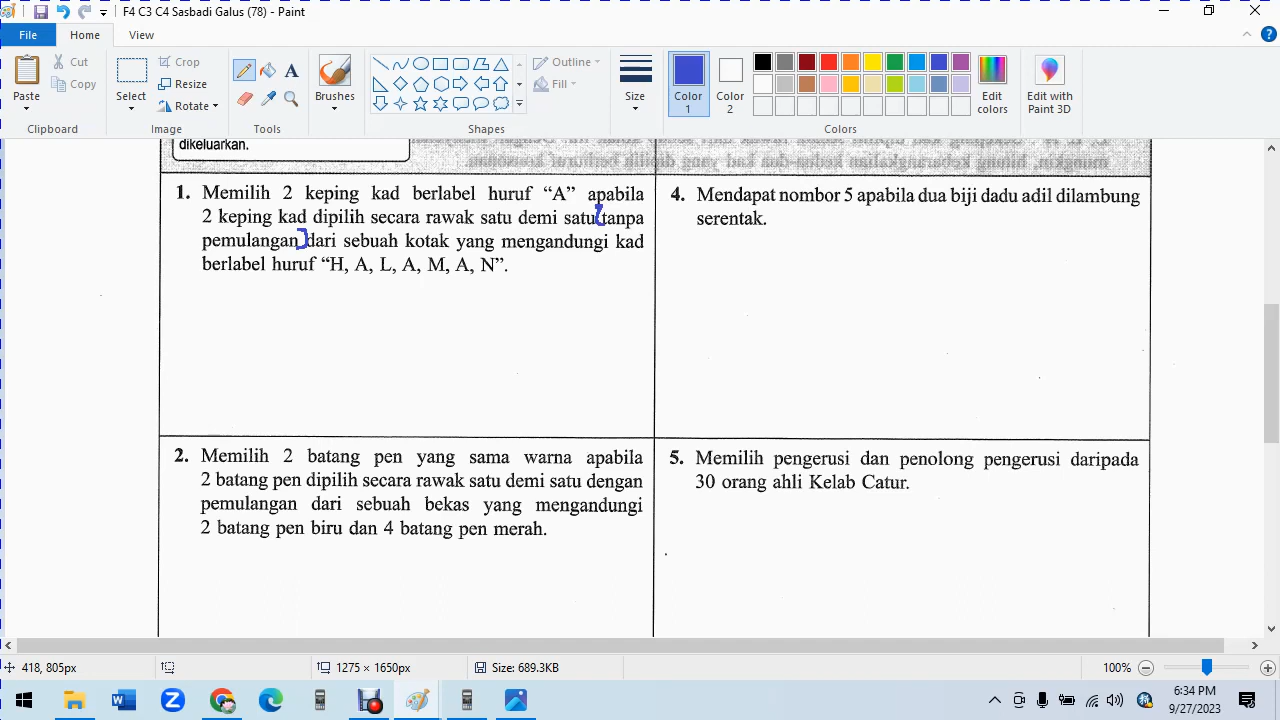 F4 C3 C4 Sasbadi Galus (78) - Paint
File
Home
View
Paste
Cut
Copy
Clipboard
Select
Crop
Resize
Rotate
Image
A
Tools
Brushes
Outline
Fill
Shapes
Size
Color 1
Color 2
Edit colors
Edit with Paint 3D
Colors
dikeluarkan.
1. Memilih 2 keping kad berlabel huruf “A” apabila
2 keping kad dipilih secara rawak satu demi satu tanpa
pemulangan dari sebuah kotak yang mengandungi kad
berlabel huruf “H, A, L, A, M, A, N”.
4. Mendapat nombor 5 apabila dua biji dadu adil dilambung
serentak.
2. Memilih 2 batang pen yang sama warna apabila
2 batang pen dipilih secara rawak satu demi satu dengan
pemulangan dari sebuah bekas yang mengandungi
2 batang pen biru dan 4 batang pen merah.
5. Memilih pengerusi dan penolong pengerusi daripada
30 orang ahli Kelab Catur.
418, 805px
1275 × 1650px
Size: 689.3KB
100%
6:34 PM
9/27/2023